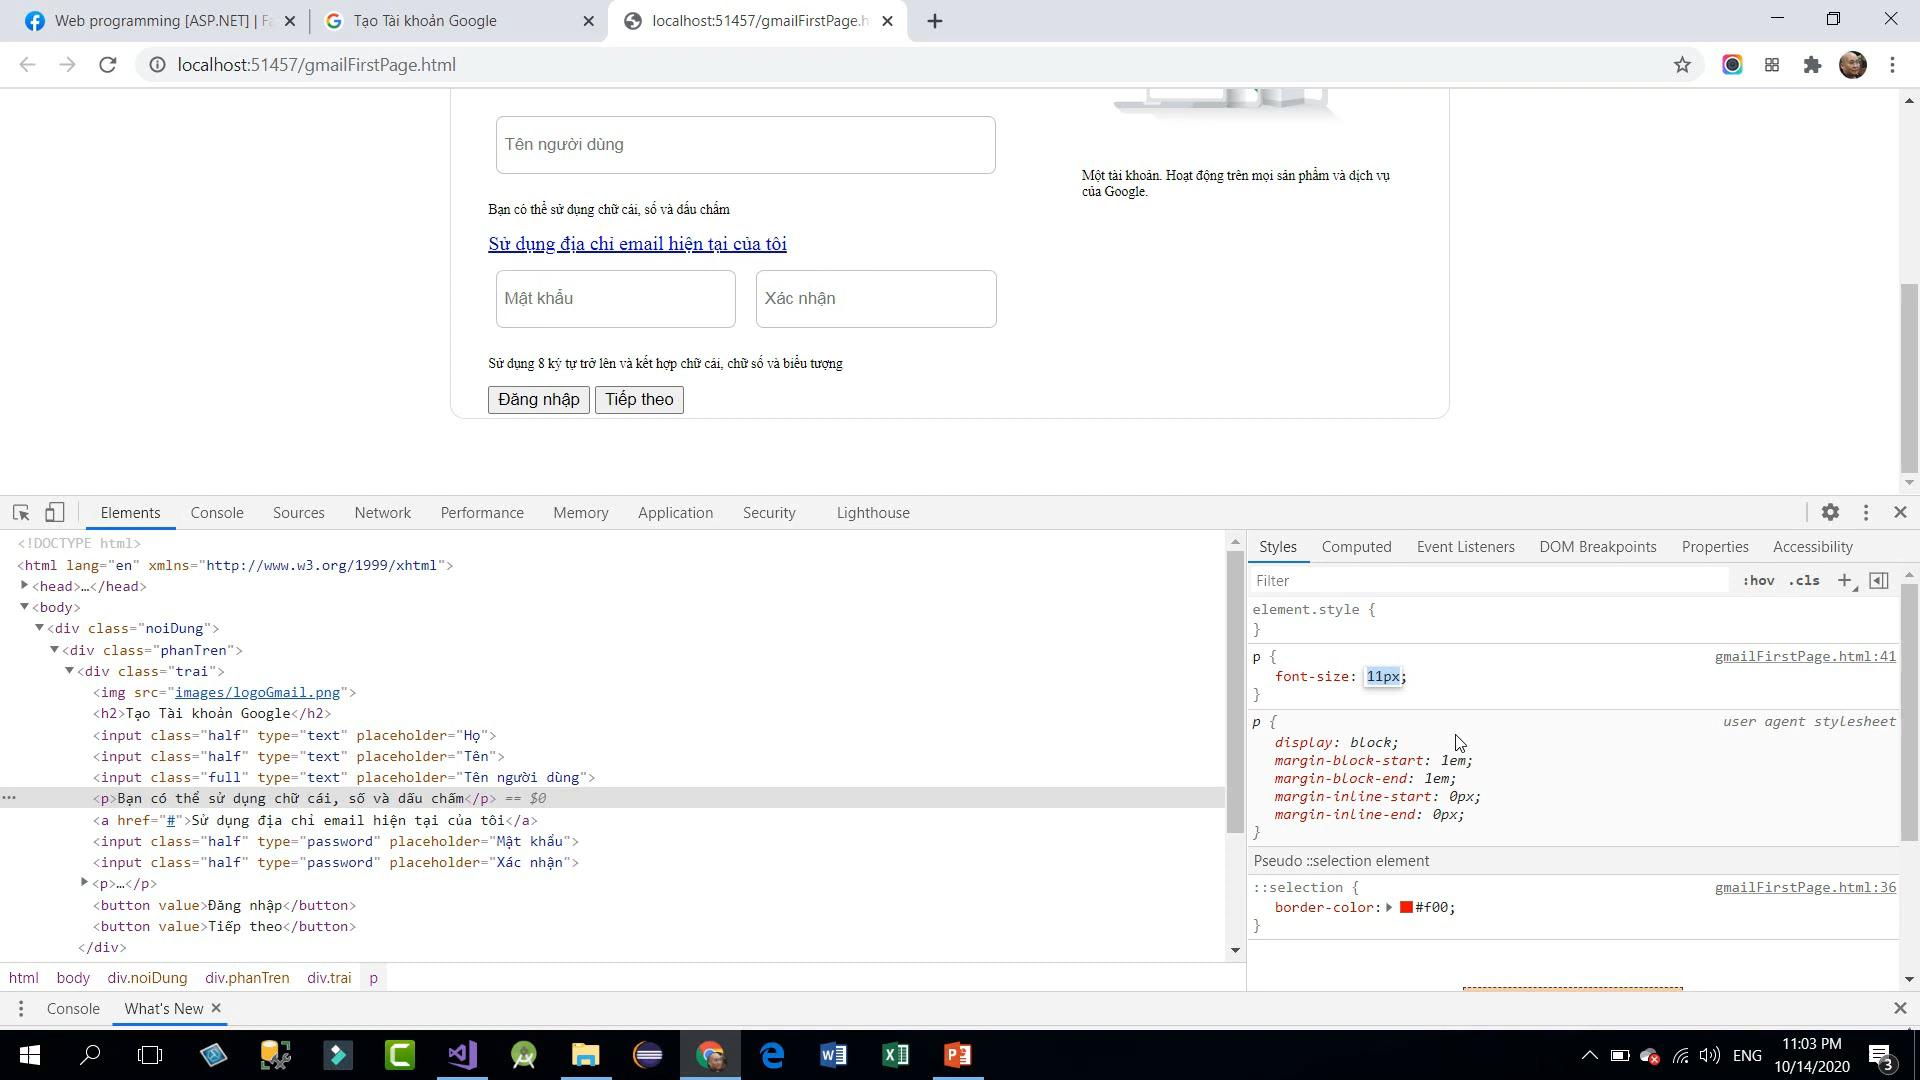 Web programming [ASP.NET] | Fa
Tạo Tài khoản Google
localhost:51457/gmailFirstPage.h
localhost:51457/gmailFirstPage.html
Tên người dùng
Một tài khoản. Hoạt động trên mọi sản phẩm và dịch vụ
của Google.
Bạn có thể sử dụng chữ cái, số và dấu chấm
Sử dụng địa chỉ email hiện tại của tôi
Mật khẩu
Xác nhận
Sử dụng 8 ký tự trở lên và kết hợp chữ cái, chữ số và biểu tượng
Đăng nhập
Tiếp theo
Elements Console Sources Network Performance Memory Application Security Lighthouse
<!DOCTYPE html>
<html lang="en" xmlns="http://www.w3.org/1999/xhtml">
<head>…</head>
<body>
<div class="noiDung">
<div class="phanTren">
<div class="trai">
<img src="images/logoGmail.png">
<h2>Tạo Tài khoản Google</h2>
<input class="half" type="text" placeholder="Họ">
<input class="half" type="text" placeholder="Tên">
<input class="full" type="text" placeholder="Tên người dùng">
<p>Bạn có thể sử dụng chữ cái, số và dấu chấm</p> == $0
<a href="#">Sử dụng địa chỉ email hiện tại của tôi</a>
<input class="half" type="password" placeholder="Mật khẩu">
<input class="half" type="password" placeholder="Xác nhận">
<p>…</p>
<button value>Đăng nhập</button>
<button value>Tiếp theo</button>
</div>
html body div.noiDung div.phanTren div.trai p
Styles Computed Event Listeners DOM Breakpoints Properties Accessibility
Filter
:hov .cls
element.style {
}
p {
gmailFirstPage.html:41
font-size: 11px;
}
p {
user agent stylesheet
display: block;
margin-block-start: 1em;
margin-block-end: 1em;
margin-inline-start: 0px;
margin-inline-end: 0px;
}
Pseudo ::selection element
::selection {
gmailFirstPage.html:36
border-color: #f00;
}
Console What's New
ENG
11:03 PM
10/14/2020
3